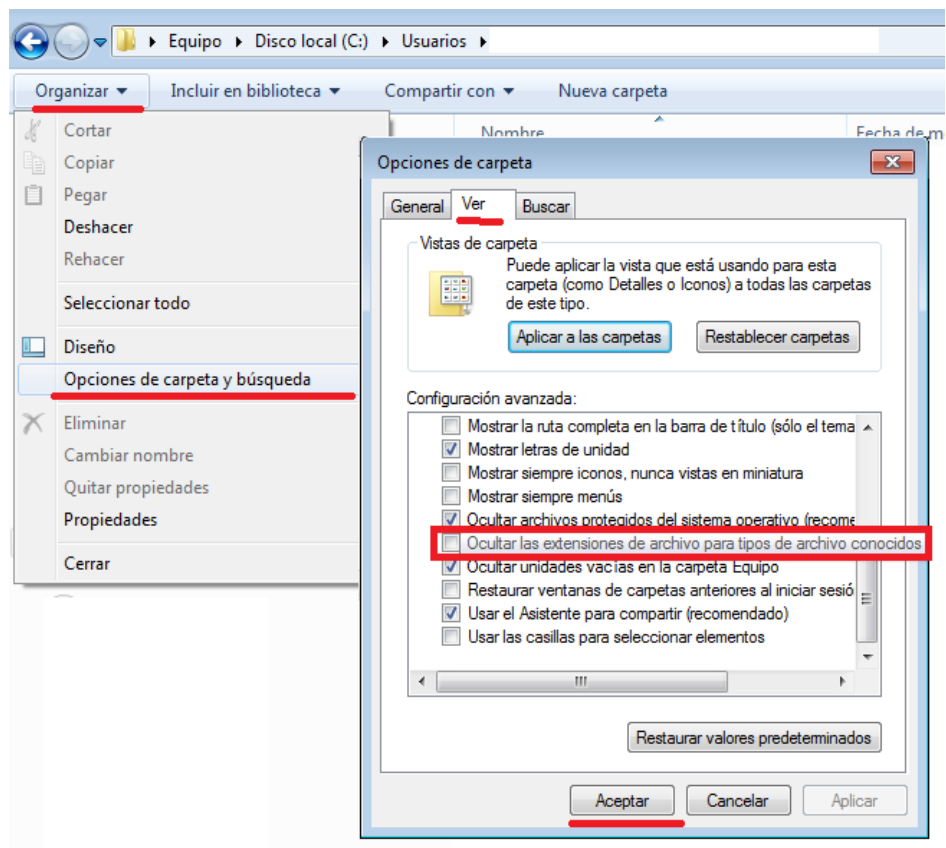 Equipo Disco local (C:) Usuarios
Organizar Incluir en biblioteca Compartir con Nueva carpeta
Nombre Fecha de m
Cortar
Copiar
Pegar
Deshacer
Rehacer
Seleccionar todo
Diseño
Opciones de carpeta y búsqueda
Eliminar
Cambiar nombre
Quitar propiedades
Propiedades
Cerrar
Opciones de carpeta
General Ver Buscar
Vistas de carpeta
Puede aplicar la vista que está usando para esta
carpeta (como Detalles o Iconos) a todas las carpetas
de este tipo.
Aplicar a las carpetas Restablecer carpetas
Configuración avanzada:
Mostrar la ruta completa en la barra de título (sólo el tema
Mostrar letras de unidad
Mostrar siempre iconos, nunca vistas en miniatura
Mostrar siempre menús
Ocultar archivos protegidos del sistema operativo (recome
Ocultar las extensiones de archivo para tipos de archivo conocidos
Ocultar unidades vacías en la carpeta Equipo
Restaurar ventanas de carpetas anteriores al iniciar sesió
Usar el Asistente para compartir (recomendado)
Usar las casillas para seleccionar elementos
Restaurar valores predeterminados
Aceptar Cancelar Aplicar